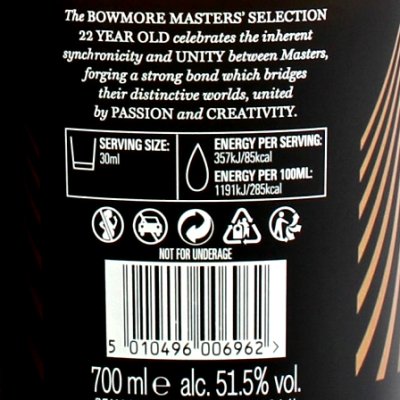 The BOWMORE MASTERS' SELECTION
22 YEAR OLD celebrates the inherent
synchronicity and UNITY between Masters,
forging a strong bond which bridges
their distinctive worlds, united
by PASSION and CREATIVITY.
SERVING SIZE:
30ml
ENERGY PER SERVING:
357kJ/85kcal
ENERGY PER 100ML:
1191kJ/285kcal
NOT FOR UNDERAGE
5 010496 006962 >
700 ml e alc. 51.5% vol.